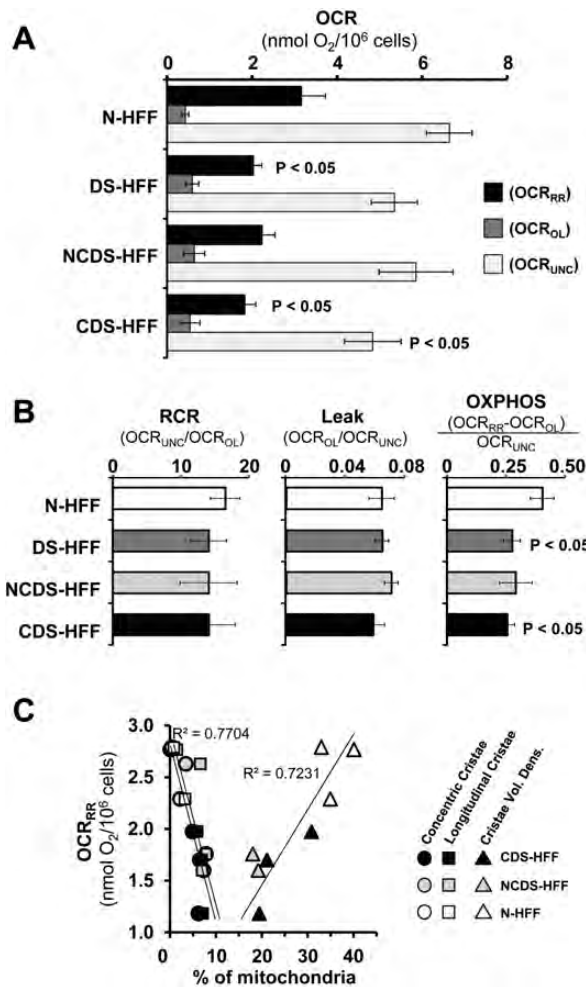 A
OCR
(nmol O₂/10⁶ cells)
0 2 4 6 8
N-HFF
DS-HFF
P < 0.05
NCDS-HFF
CDS-HFF
P < 0.05
P < 0.05
(OCR_RR)
(OCR_OL)
(OCR_UNC)
B
RCR
(OCR_UNC/OCR_OL)
0 10 20
Leak
(OCR_OL/OCR_UNC)
0 0.04 0.08
OXPHOS
(OCR_RR-OCR_OL)
OCR_UNC
0 0.25 0.50
N-HFF
DS-HFF
P < 0.05
NCDS-HFF
CDS-HFF
P < 0.05
C
OCR_RR
(nmol O₂/10⁶ cells)
3.0
2.5
2.0
1.5
1.0
R² = 0.7704
R² = 0.7231
0 10 20 30 40
% of mitochondria
Concentric Cristae
Longitudinal Cristae
Cristae Vol. Dens.
CDS-HFF
NCDS-HFF
N-HFF